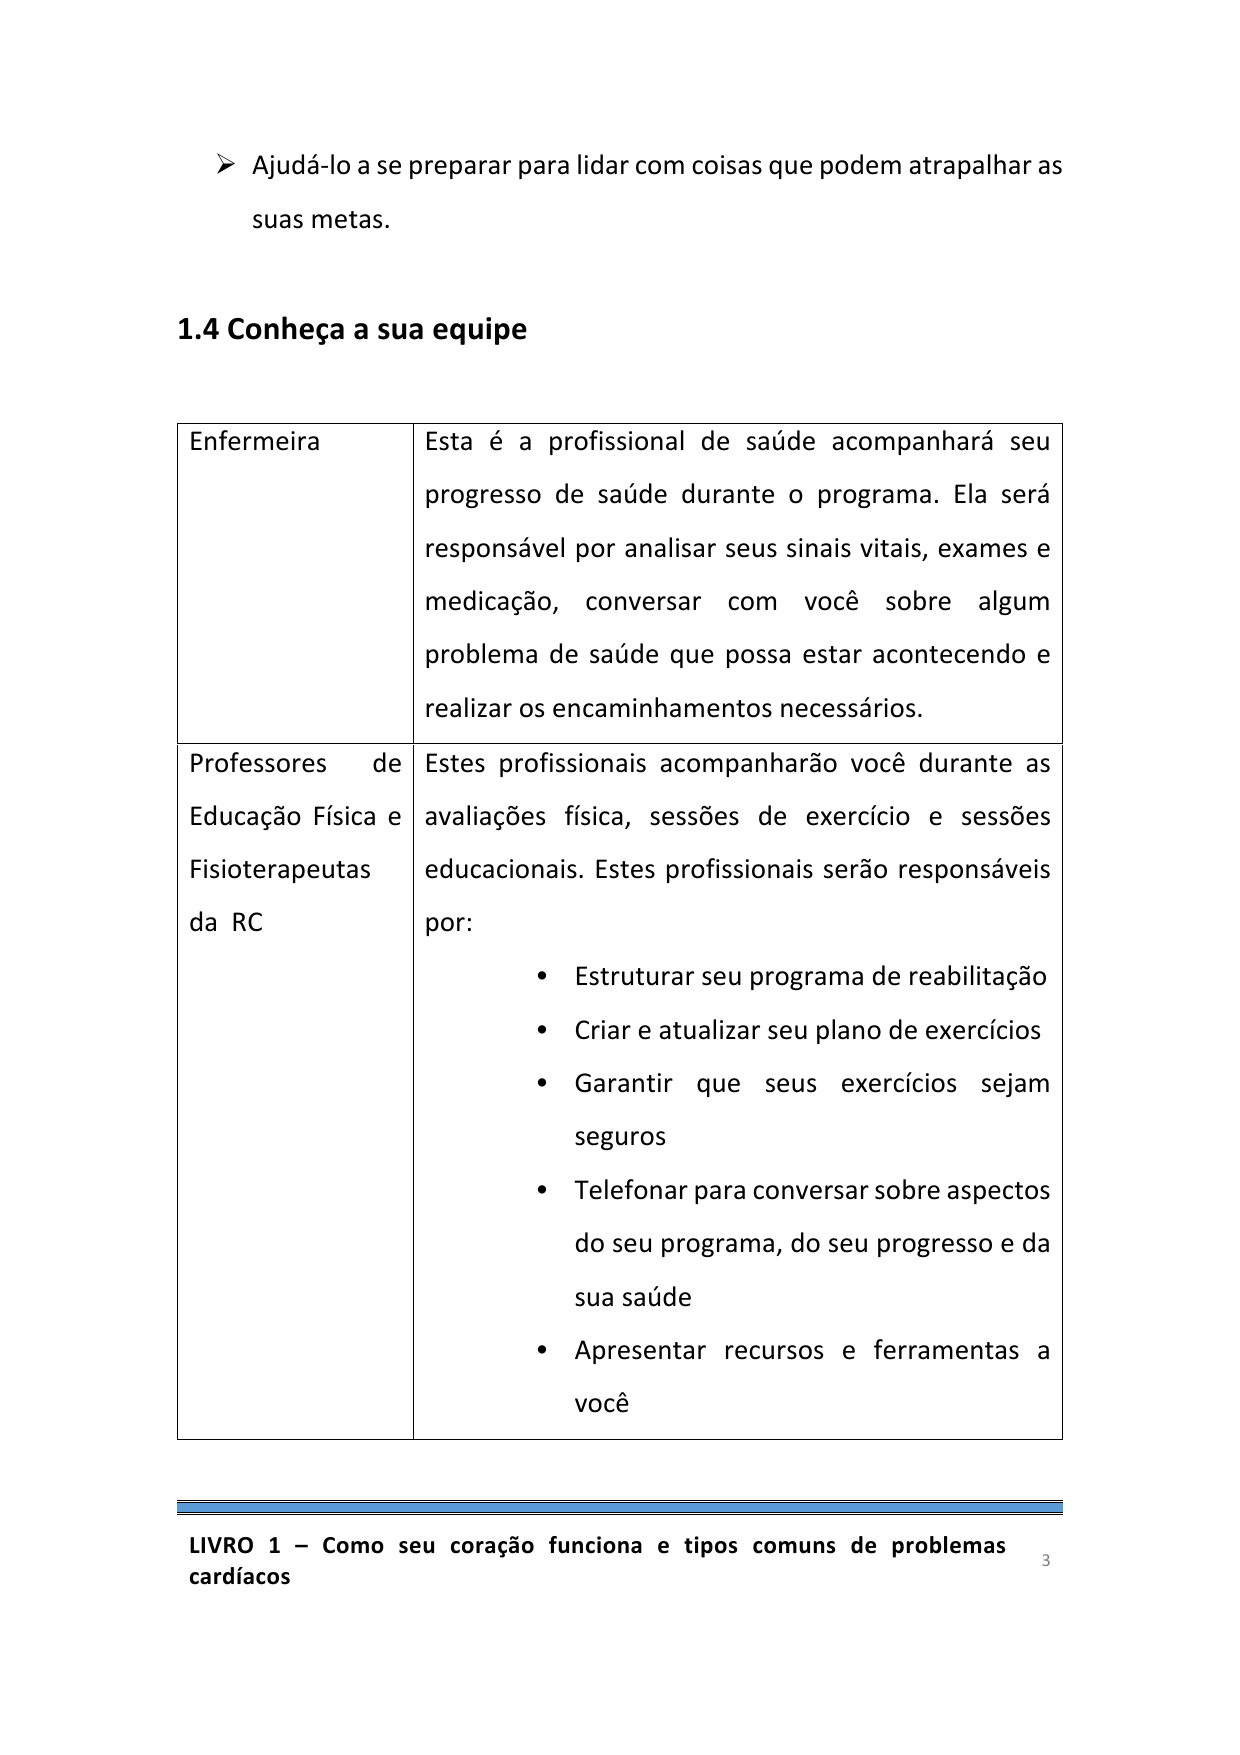 ➢ Ajudá-lo a se preparar para lidar com coisas que podem atrapalhar as
suas metas.
1.4 Conheça a sua equipe
Enfermeira
Esta é a profissional de saúde acompanhará seu
progresso de saúde durante o programa. Ela será
responsável por analisar seus sinais vitais, exames e
medicação, conversar com você sobre algum
problema de saúde que possa estar acontecendo e
realizar os encaminhamentos necessários.
Professores de
Educação Física e
Fisioterapeutas
da RC
Estes profissionais acompanharão você durante as
avaliações física, sessões de exercício e sessões
educacionais. Estes profissionais serão responsáveis
por:
• Estruturar seu programa de reabilitação
• Criar e atualizar seu plano de exercícios
• Garantir que seus exercícios sejam
seguros
• Telefonar para conversar sobre aspectos
do seu programa, do seu progresso e da
sua saúde
• Apresentar recursos e ferramentas a
você
LIVRO 1 – Como seu coração funciona e tipos comuns de problemas
cardíacos
3